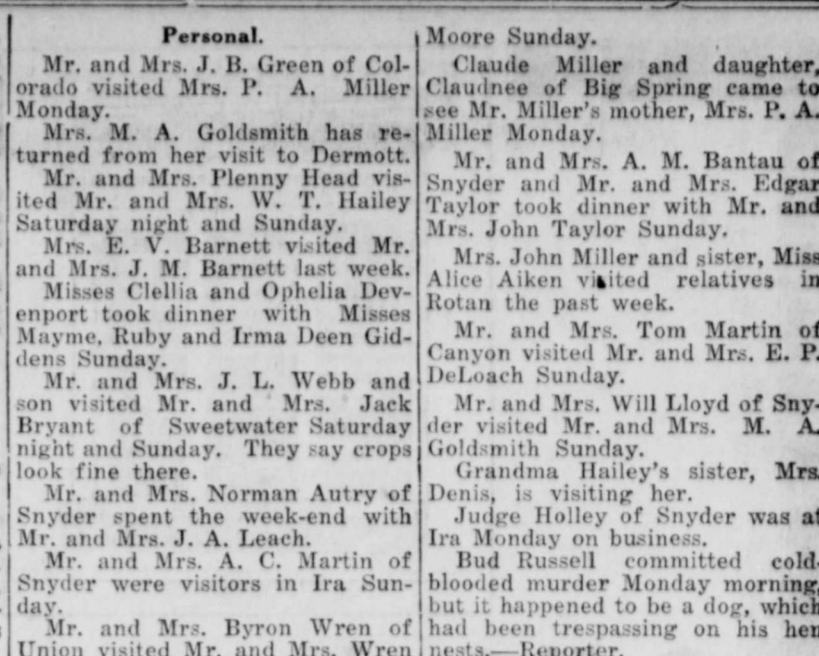 Personal.
Mr. and Mrs. J. B. Green of Col-
orado visited Mrs. P. A. Miller
Monday.
Mrs. M. A. Goldsmith has re-
turned from her visit to Dermott.
Mr. and Mrs. Plenny Head vis-
ited Mr. and Mrs. W. T. Hailey
Saturday night and Sunday.
Mrs. E. V. Barnett visited Mr.
and Mrs. J. M. Barnett last week.
Misses Clellia and Ophelia Dev-
enport took dinner with Misses
Mayme, Ruby and Irma Deen Gid-
dens Sunday.
Mr. and Mrs. J. L. Webb and
son visited Mr. and Mrs. Jack
Bryant of Sweetwater Saturday
night and Sunday. They say crops
look fine there.
Mr. and Mrs. Norman Autry of
Snyder spent the week-end with
Mr. and Mrs. J. A. Leach.
Mr. and Mrs. A. C. Martin of
Snyder were visitors in Ira Sun-
day.
Mr. and Mrs. Byron Wren of
Union visited Mr. and Mrs. Wren
Moore Sunday.
Claude Miller and daughter,
Claudnee of Big Spring came to
see Mr. Miller's mother, Mrs. P. A.
Miller Monday.
Mr. and Mrs. A. M. Bantau of
Snyder and Mr. and Mrs. Edgar
Taylor took dinner with Mr. and
Mrs. John Taylor Sunday.
Mrs. John Miller and sister, Miss
Alice Aiken visited relatives in
Rotan the past week.
Mr. and Mrs. Tom Martin of
Canyon visited Mr. and Mrs. E. P.
DeLoach Sunday.
Mr. and Mrs. Will Lloyd of Sny-
der visited Mr. and Mrs. M. A.
Goldsmith Sunday.
Grandma Hailey's sister, Mrs.
Denis, is visiting her.
Judge Holley of Snyder was at
Ira Monday on business.
Bud Russell committed cold-
blooded murder Monday morning,
but it happened to be a dog, which
had been trespassing on his hen
nests.—Reporter.